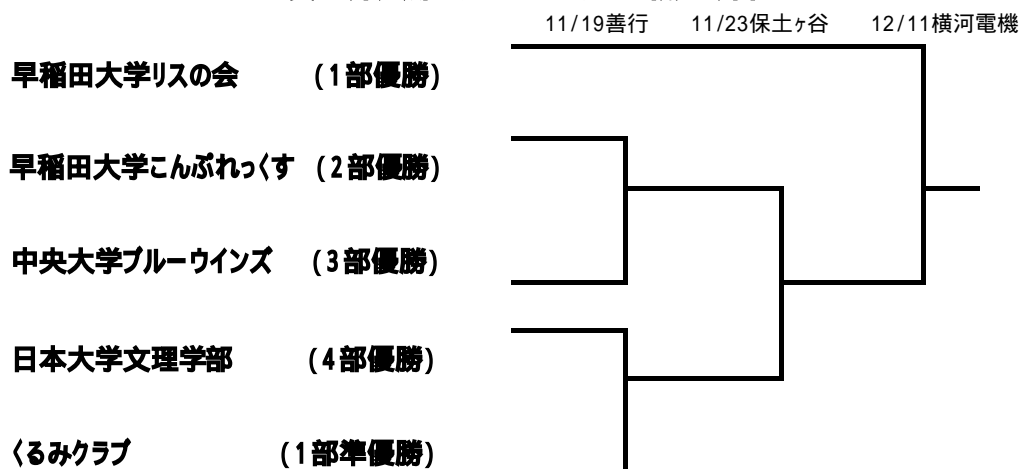 11/19善行 11/23保土ヶ谷 12/11横河電機
早稲田大学リスの会 (1部優勝)
早稲田大学こんぷれっくす (2部優勝)
中央大学ブルーウインズ (3部優勝)
日本大学文理学部 (4部優勝)
くるみクラブ (1部準優勝)